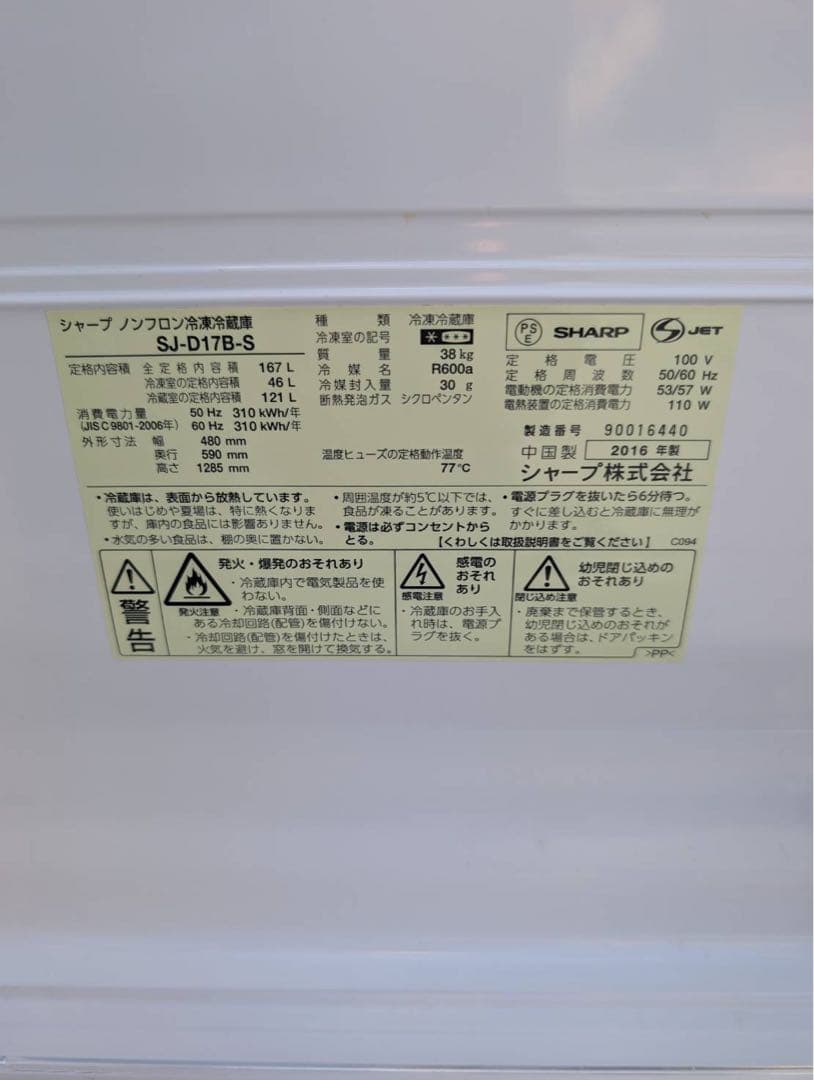 シャープ ノンフロン冷凍冷蔵庫
SJ-D17B-S
定格内容積 全定格内容積 167 L
冷凍室の定格内容積 46 L
冷蔵室の定格内容積 121 L
消費電力量 50 Hz 310 kWh/年
(JIS C 9801-2006年) 60 Hz 310 kWh/年
外形寸法 幅 480 mm
奥行 590 mm
高さ 1285 mm
種類 冷凍冷蔵庫
冷凍室の記号 ****
質量 38 kg
冷媒名 R600a
冷媒封入量 30 g
断熱発泡ガス シクロペンタン
温度ヒューズの定格動作温度
77℃
PS
E
SHARP
S JET
定格電圧 100 V
定格周波数 50/60 Hz
電動機の定格消費電力 53/57 W
電熱装置の定格消費電力 110 W
製造番号 90016440
中国製 2016 年製
シャープ株式会社
・冷蔵庫は、表面から放熱しています。
使いはじめや夏場は、特に熱くなりま
すが、庫内の食品には影響ありません。
・水気の多い食品は、棚の奥に置かない。
・周囲温度が約5℃以下では、
食品が凍ることがあります。
・電源は必ずコンセントから
とる。
・電源プラグを抜いたら6分待つ。
すぐに差し込むと冷蔵庫に無理が
かかります。
【くわしくは取扱説明書をご覧ください】 C094
警告
発火注意
発火・爆発のおそれあり
・冷蔵庫内で電気製品を使
わない。
・冷蔵庫背面・側面などに
ある冷却回路(配管)を傷付けない。
・冷却回路(配管)を傷付けたときは、
火気を避け、窓を開けて換気する。
感電注意
感電の
おそれ
あり
・冷蔵庫のお手入
れ時は、電源プ
ラグを抜く。
閉じ込め注意
幼児閉じ込めの
おそれあり
・廃棄まで保管するとき、
幼児閉じ込めのおそれが
ある場合は、ドアパッキン
をはずす。
>PP<